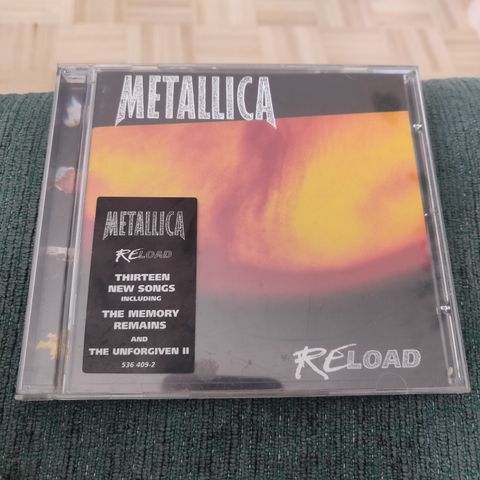 METALLICA
METALLICA
RELOAD
THIRTEEN
NEW SONGS
INCLUDING
THE MEMORY
REMAINS
AND
THE UNFORGIVEN II
536 409-2
RELOAD